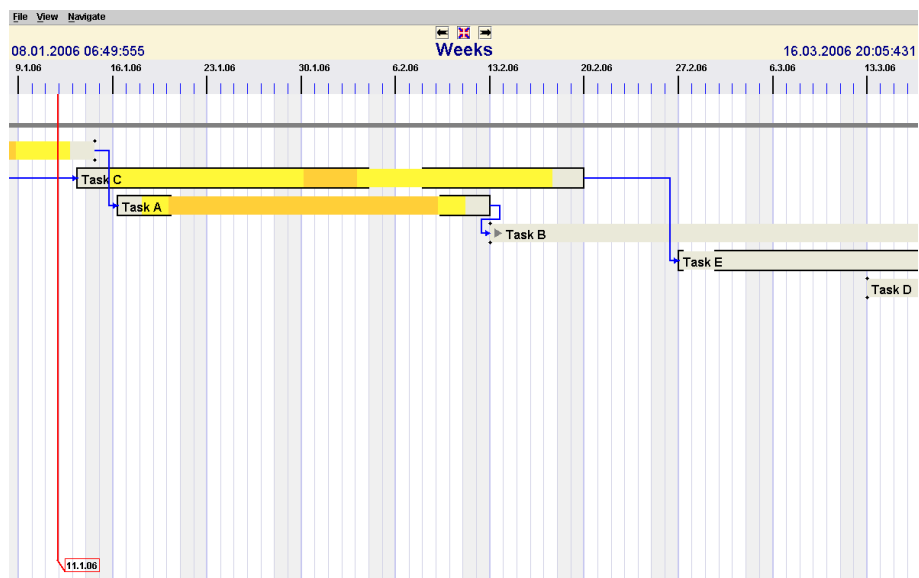 File View Navigate
08.01.2006 06:49:555 Weeks 16.03.2006 20:05:431
9.1.06 16.1.06 23.1.06 30.1.06 6.2.06 13.2.06 20.2.06 27.2.06 6.3.06 13.3.06
Task C
Task A
Task B
Task E
Task D
11.1.06